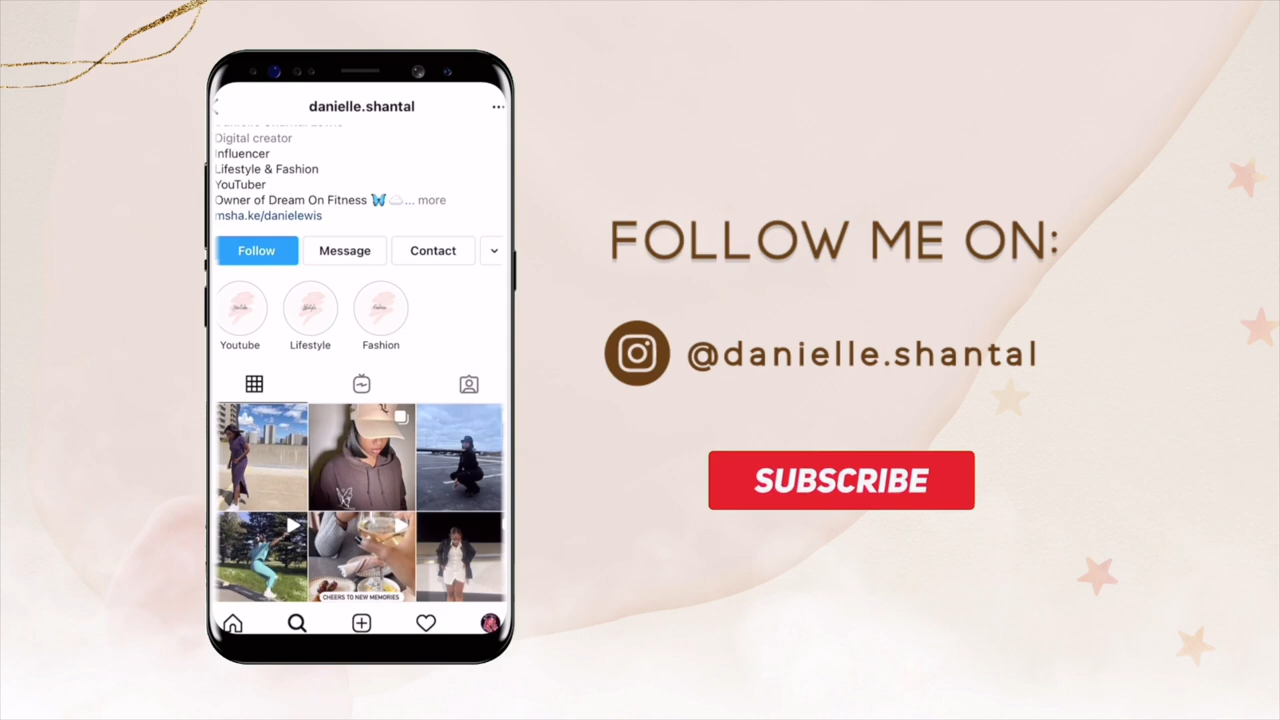 danielle.shantal
Digital creator
Influencer
Lifestyle & Fashion
YouTuber
Owner of Dream On Fitness 🦋☁️... more
msha.ke/danielewis
Follow Message Contact
Youtube Lifestyle Fashion
CHEERS TO NEW MEMORIES
FOLLOW ME ON:
@danielle.shantal
SUBSCRIBE